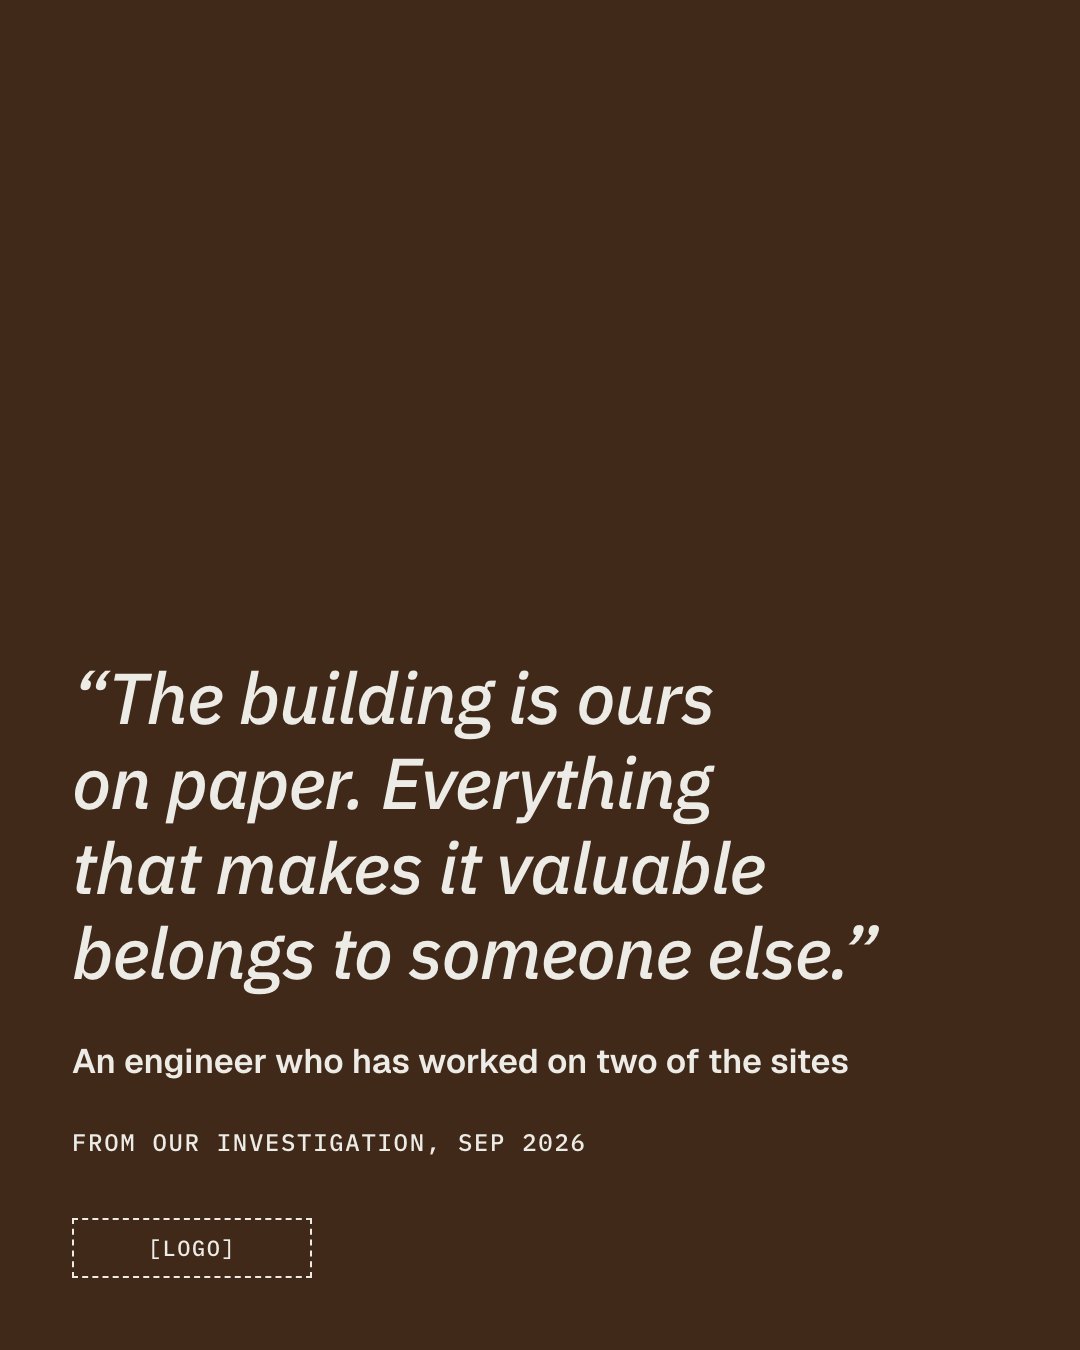 “The building is ours
on paper. Everything
that makes it valuable
belongs to someone else.”
An engineer who has worked on two of the sites
FROM OUR INVESTIGATION, SEP 2026
[LOGO]